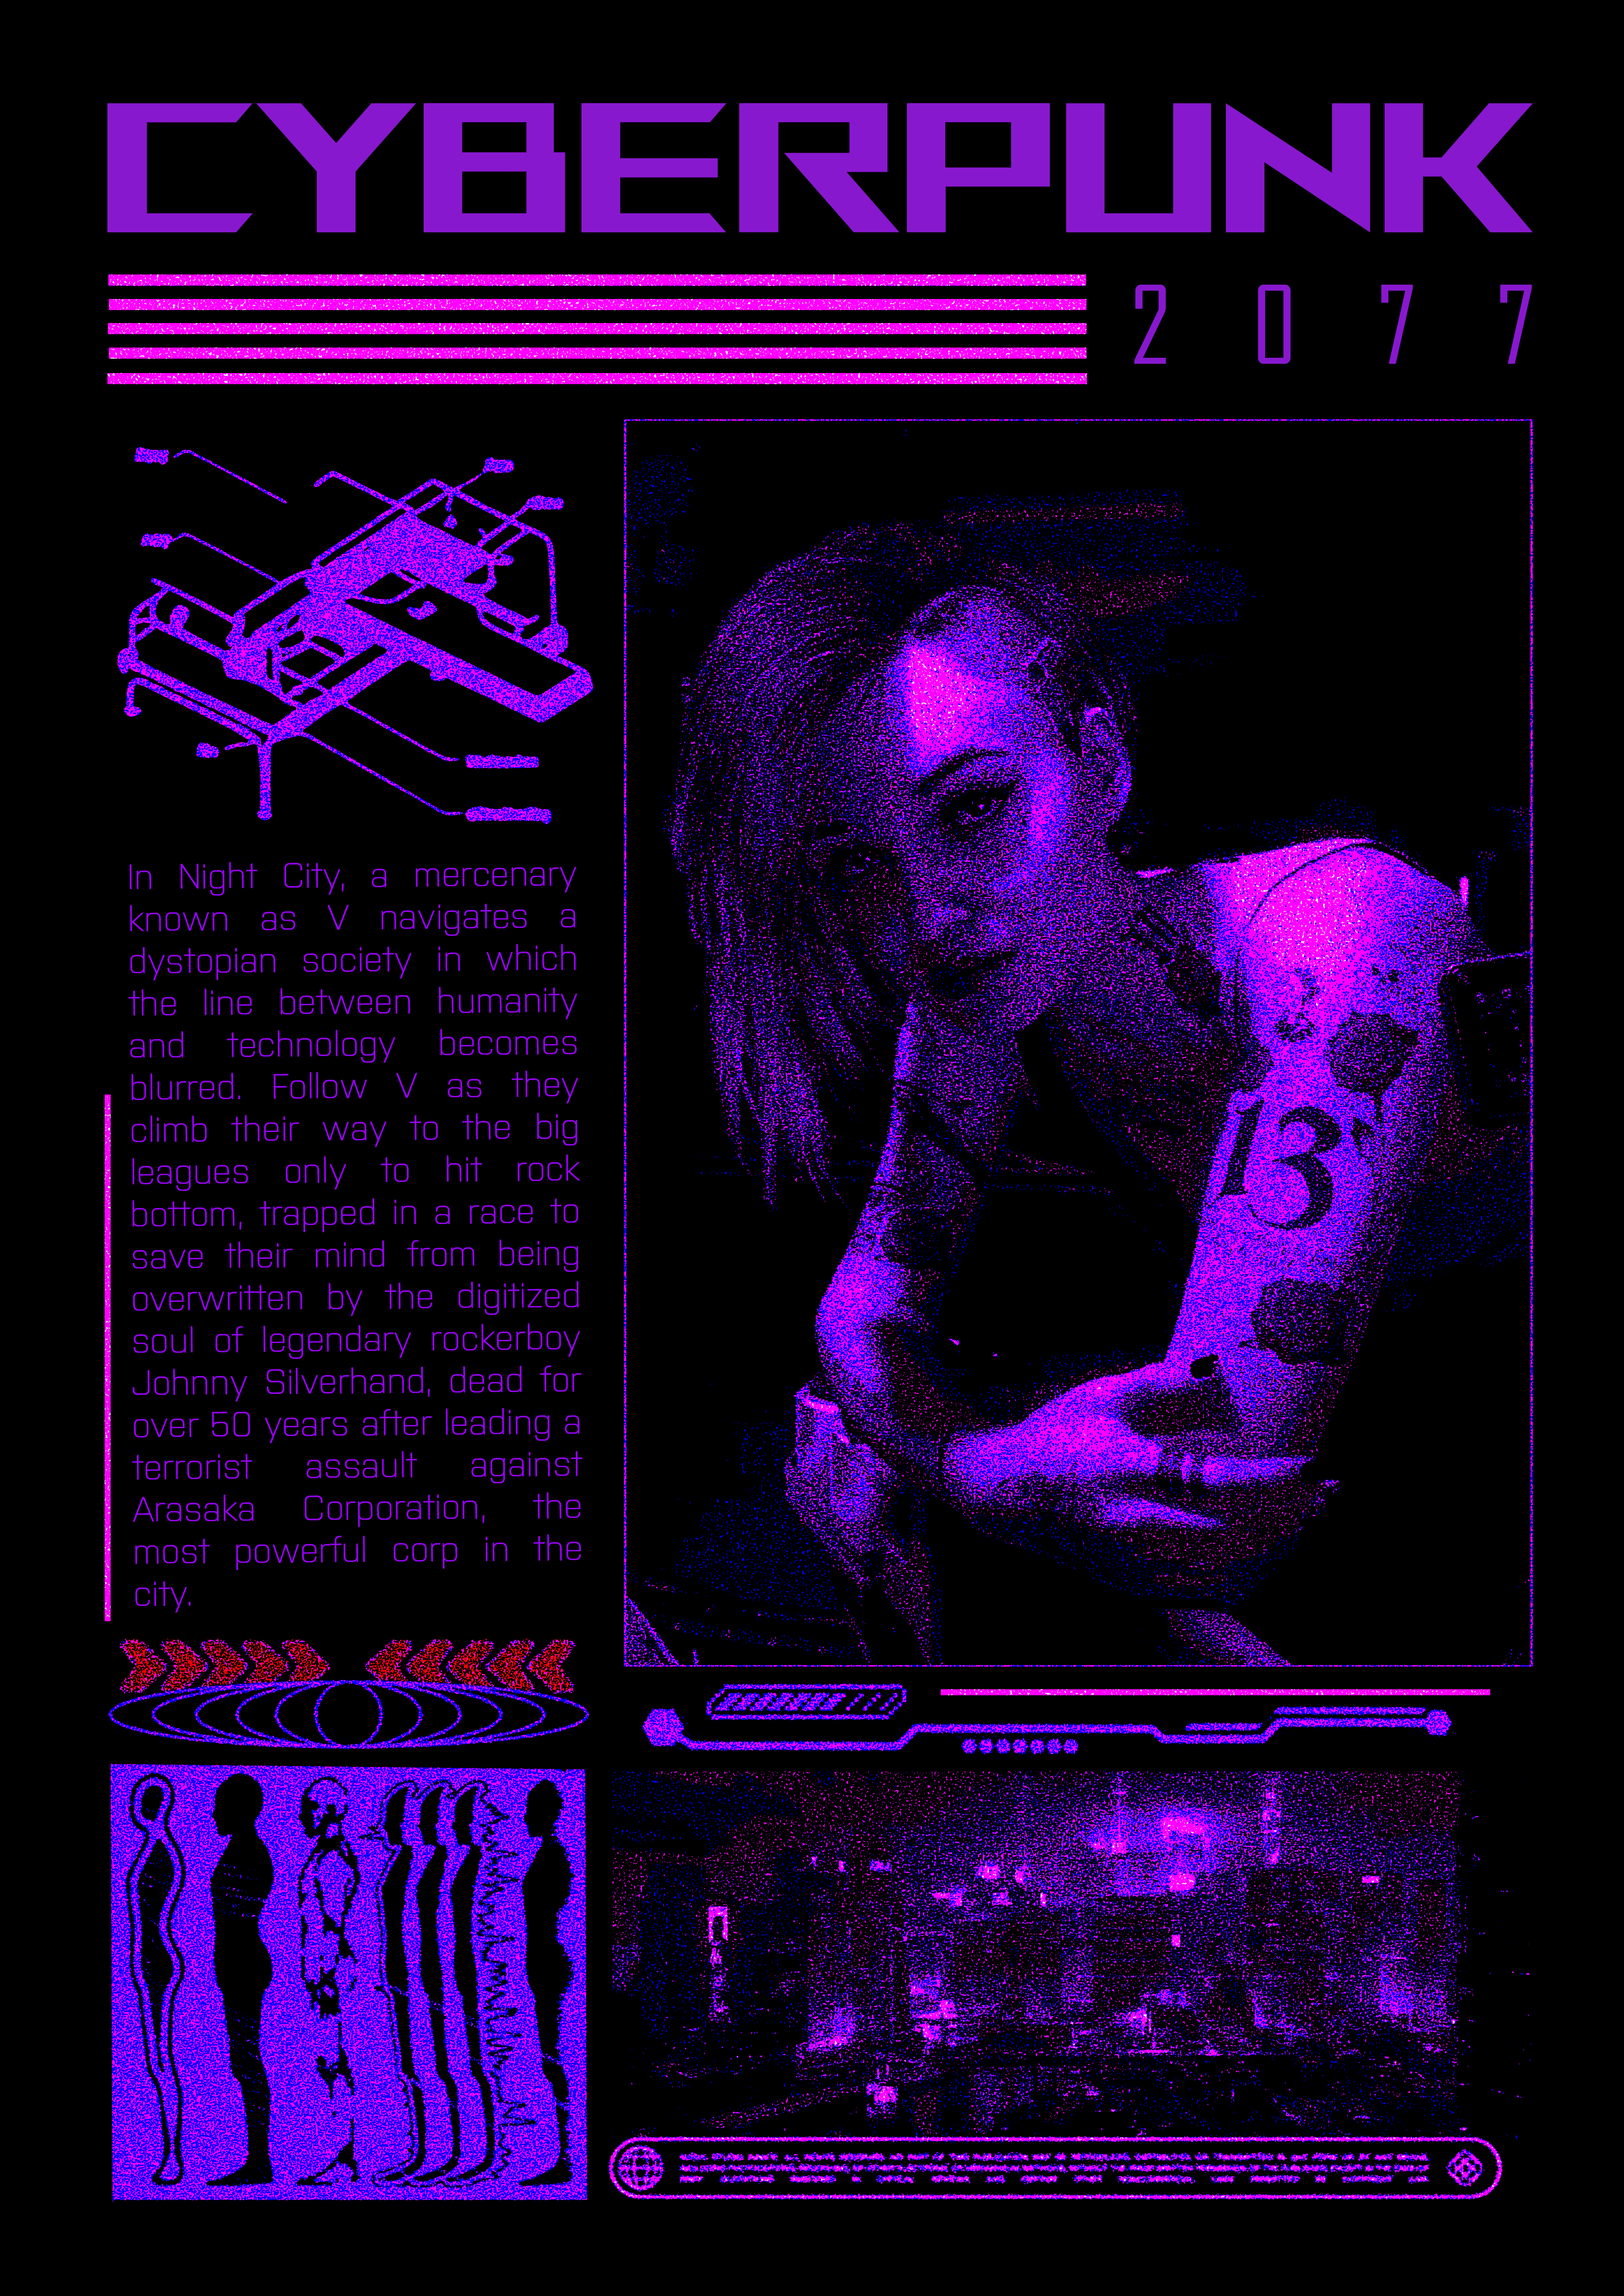 CYBERPUNK
2 0 7 7
In Night City, a mercenary
known as V navigates a
dystopian society in which
the line between humanity
and technology becomes
blurred. Follow V as they
climb their way to the big
leagues only to hit rock
bottom, trapped in a race to
save their mind from being
overwritten by the digitized
soul of legendary rockerboy
Johnny Silverhand, dead for
over 50 years after leading a
terrorist assault against
Arasaka Corporation, the
most powerful corp in the
city.
13